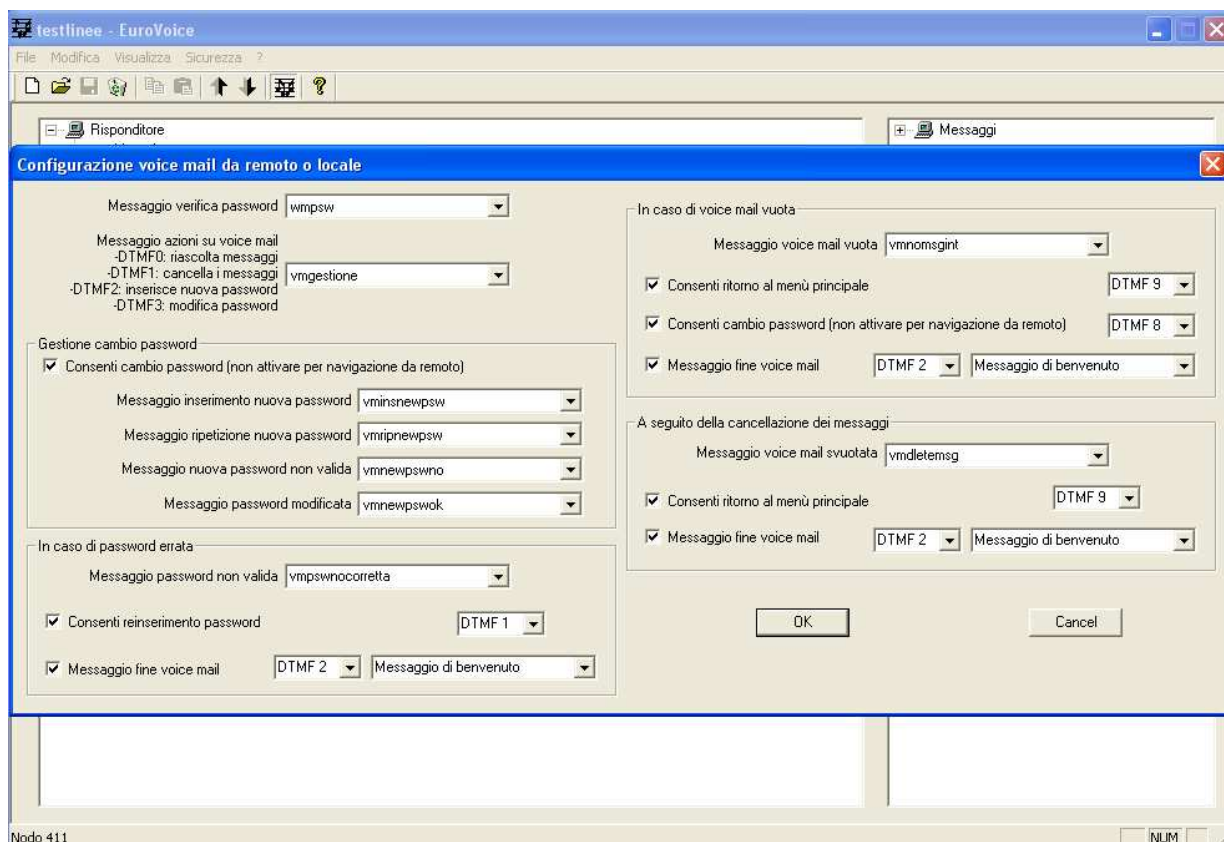 testlinee - EuroVoice
File Modifica Visualizza Sicurezza ?
Risponditore
Messaggi
Configurazione voice mail da remoto o locale
Messaggio verifica password wmpsw
Messaggio azioni su voice mail
-DTMF0: riascolta messaggi
-DTMF1: cancella i messaggi
-DTMF2: inserisce nuova password
-DTMF3: modifica password
vmgestione
Gestione cambio password
Consenti cambio password (non attivare per navigazione da remoto)
Messaggio inserimento nuova password vminsnewpsw
Messaggio ripetizione nuova password vmripnewpsw
Messaggio nuova password non valida vmnewpswno
Messaggio password modificata vmnewpswok
In caso di password errata
Messaggio password non valida vmpswnocorretta
Consenti reinserimento password DTMF 1
Messaggio fine voice mail DTMF 2 Messaggio di benvenuto
In caso di voice mail vuota
Messaggio voice mail vuota vmnomsgint
Consenti ritorno al menù principale DTMF 9
Consenti cambio password (non attivare per navigazione da remoto) DTMF 8
Messaggio fine voice mail DTMF 2 Messaggio di benvenuto
A seguito della cancellazione dei messaggi
Messaggio voice mail svuotata vmdletemsg
Consenti ritorno al menù principale DTMF 9
Messaggio fine voice mail DTMF 2 Messaggio di benvenuto
OK Cancel
Nodo 411 NUM